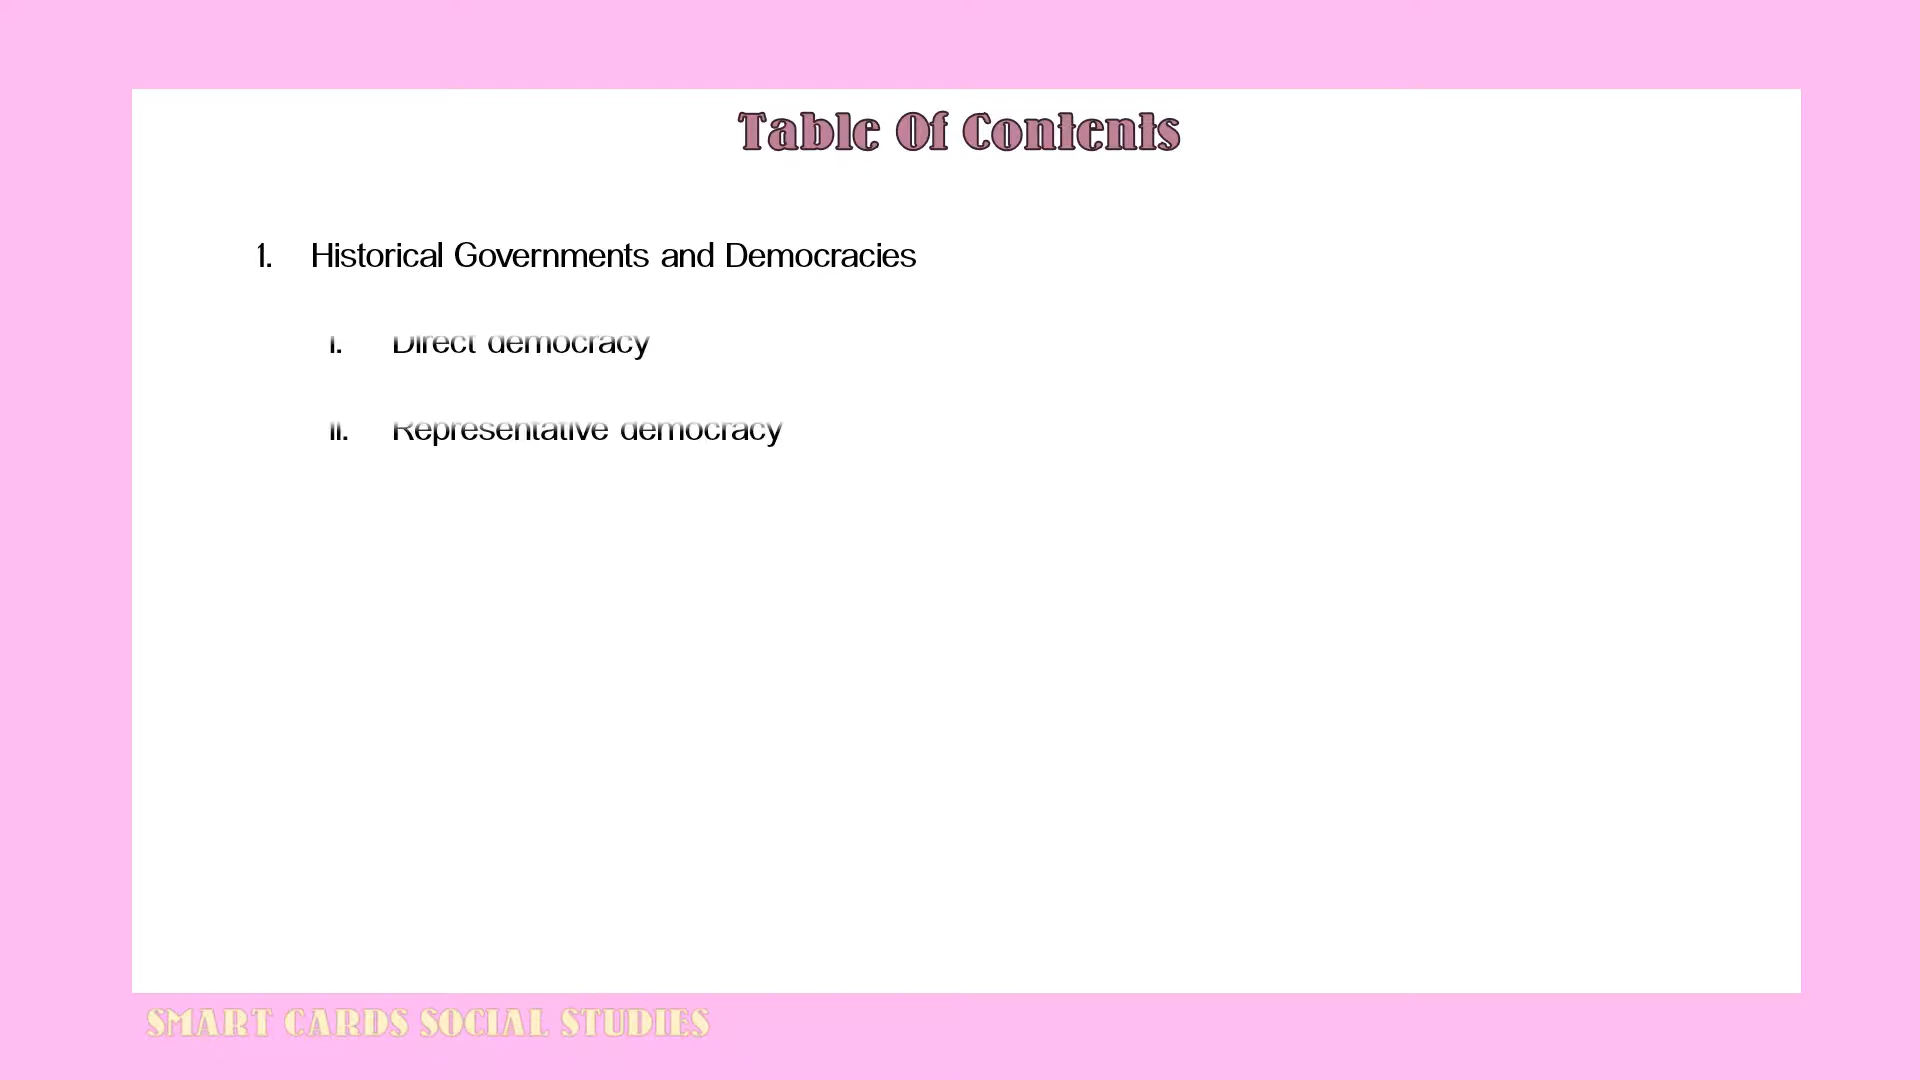 Table Of Contents
1. Historical Governments and Democracies
i. Direct democracy
ii. Representative democracy
SMART CARDS SOCIAL STUDIES